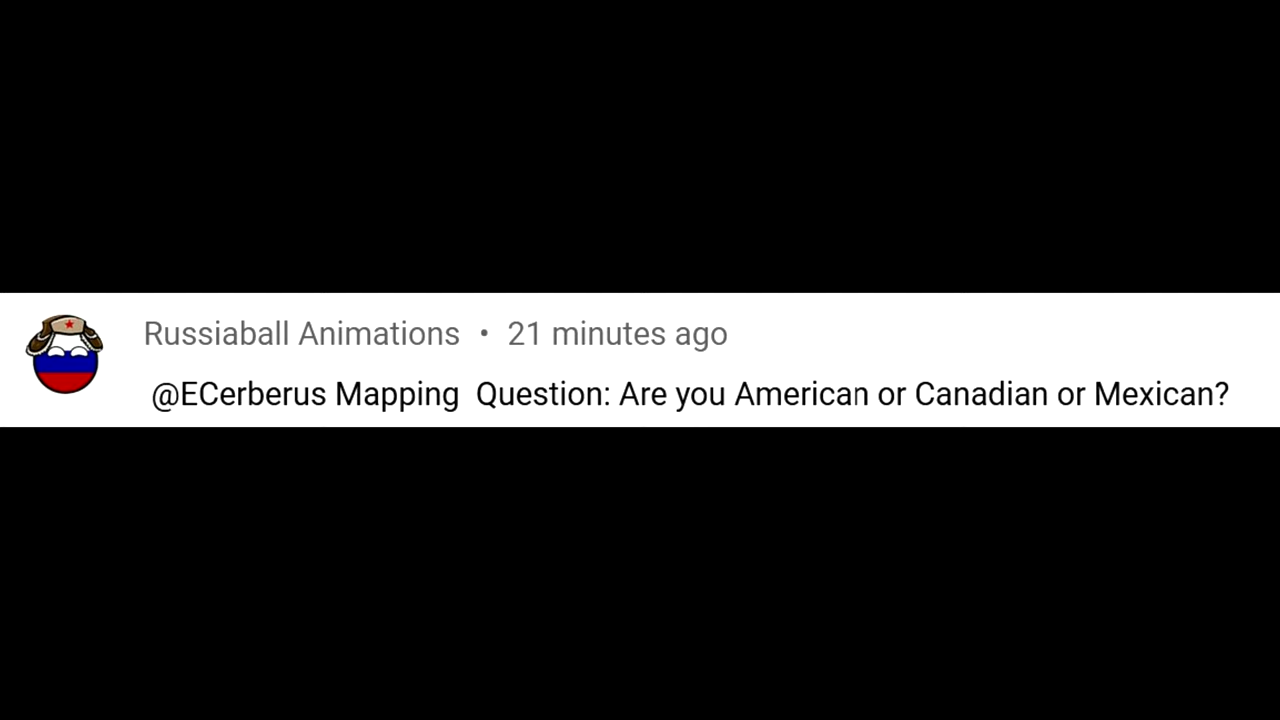 Russiaball Animations • 21 minutes ago
@ECerberus Mapping Question: Are you American or Canadian or Mexican?